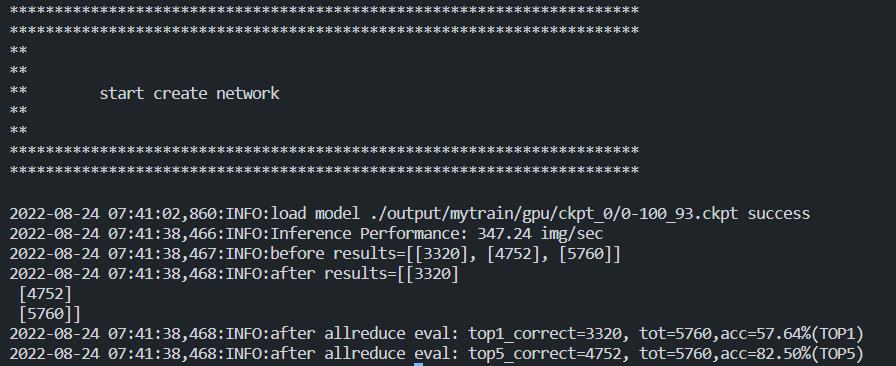 **********************************************************************
**********************************************************************
**
**
** start create network
**
**
**********************************************************************
**********************************************************************
2022-08-24 07:41:02,860:INFO:load model ./output/mytrain/gpu/ckpt_0/0-100_93.ckpt success
2022-08-24 07:41:38,466:INFO:Inference Performance: 347.24 img/sec
2022-08-24 07:41:38,467:INFO:before results=[[3320], [4752], [5760]]
2022-08-24 07:41:38,468:INFO:after results=[[3320]
[4752]
[5760]]
2022-08-24 07:41:38,468:INFO:after allreduce eval: top1_correct=3320, tot=5760,acc=57.64%(TOP1)
2022-08-24 07:41:38,468:INFO:after allreduce eval: top5_correct=4752, tot=5760,acc=82.50%(TOP5)